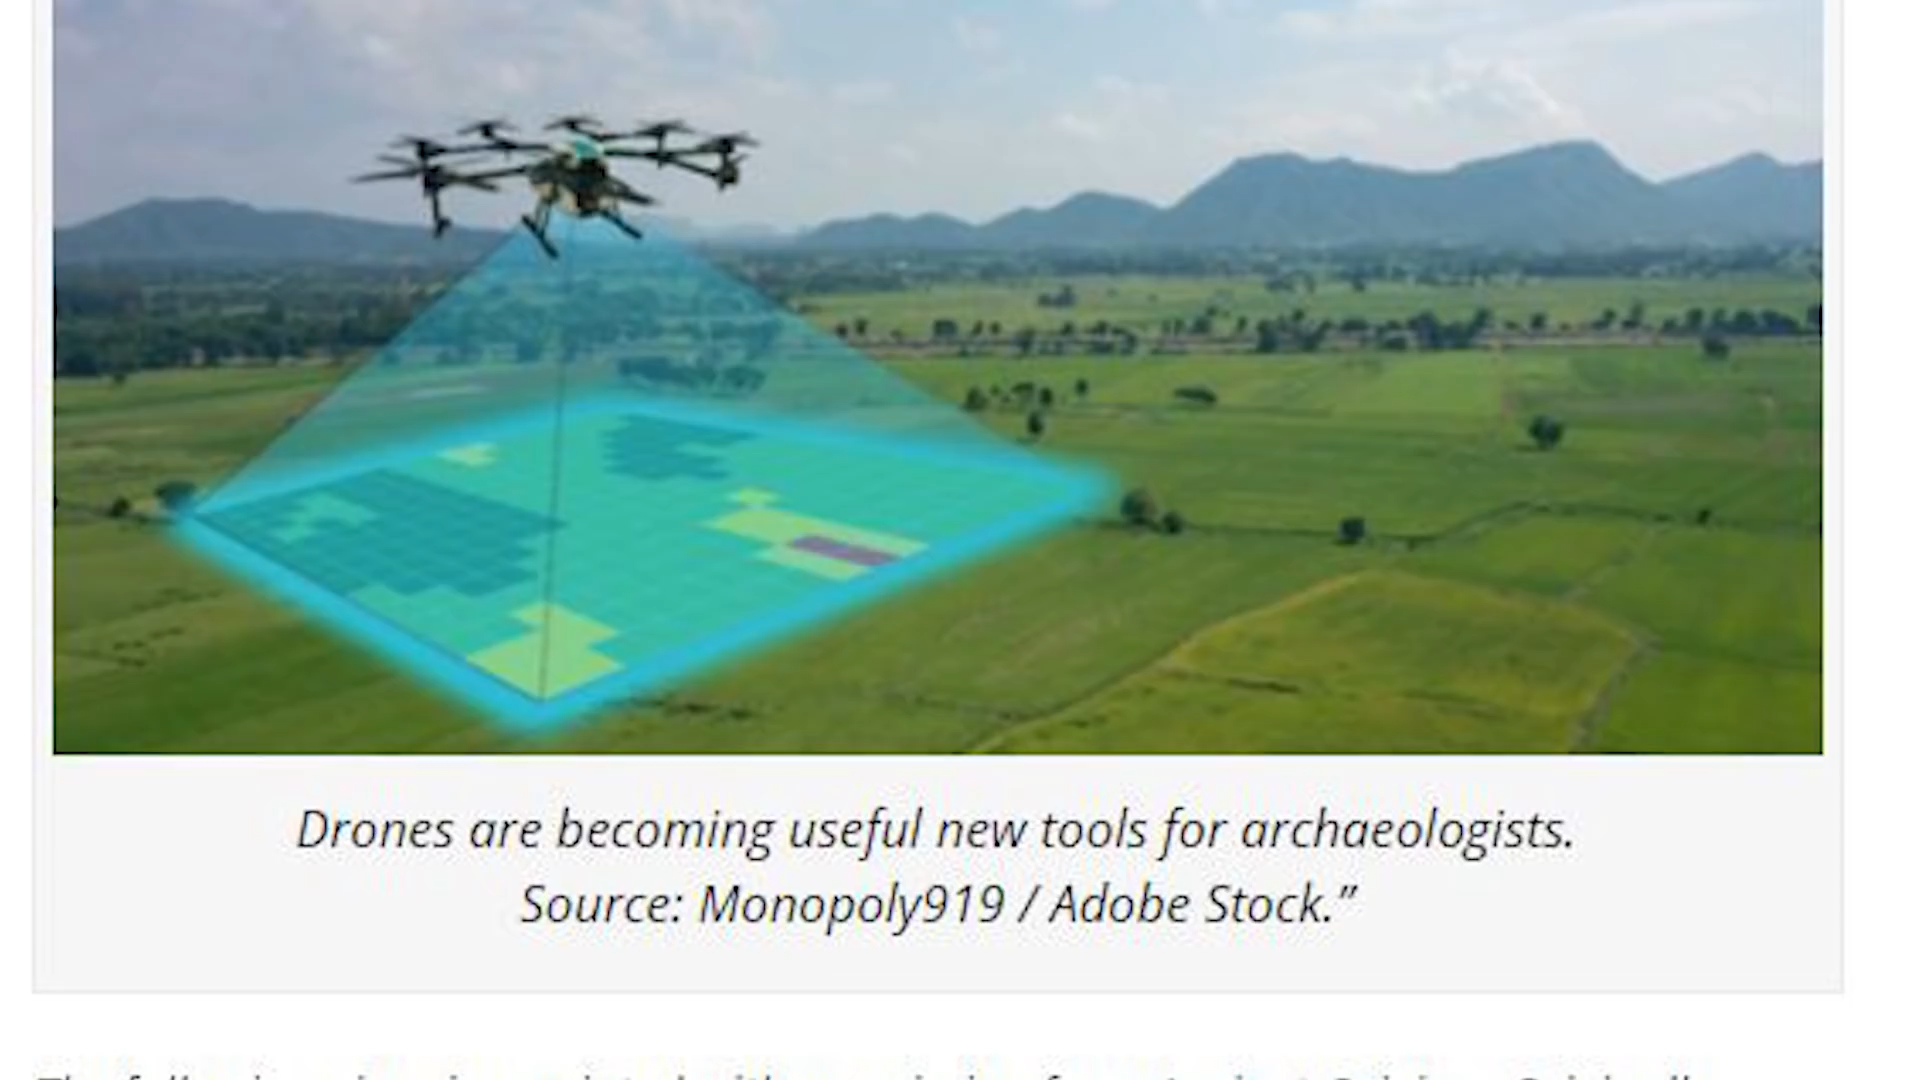 Drones are becoming useful new tools for archaeologists.
Source: Monopoly919 / Adobe Stock.”